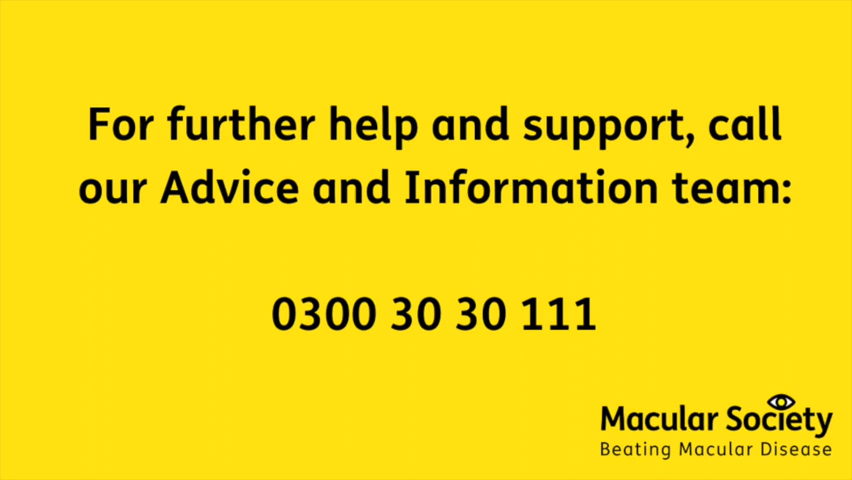 For further help and support, call
our Advice and Information team:
0300 30 30 111
Macular Society
Beating Macular Disease